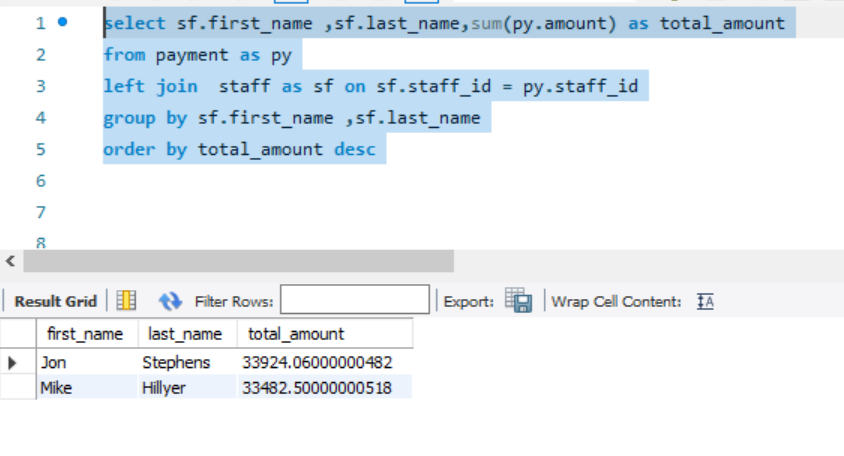 1 select sf.first_name ,sf.last_name,sum(py.amount) as total_amount
2 from payment as py
3 left join  staff as sf on sf.staff_id = py.staff_id
4 group by sf.first_name ,sf.last_name
5 order by total_amount desc
6
7
8
Result Grid Filter Rows: Export: Wrap Cell Content: IA
first_name last_name total_amount
Jon Stephens 33924.06000000482
Mike Hillyer 33482.50000000518